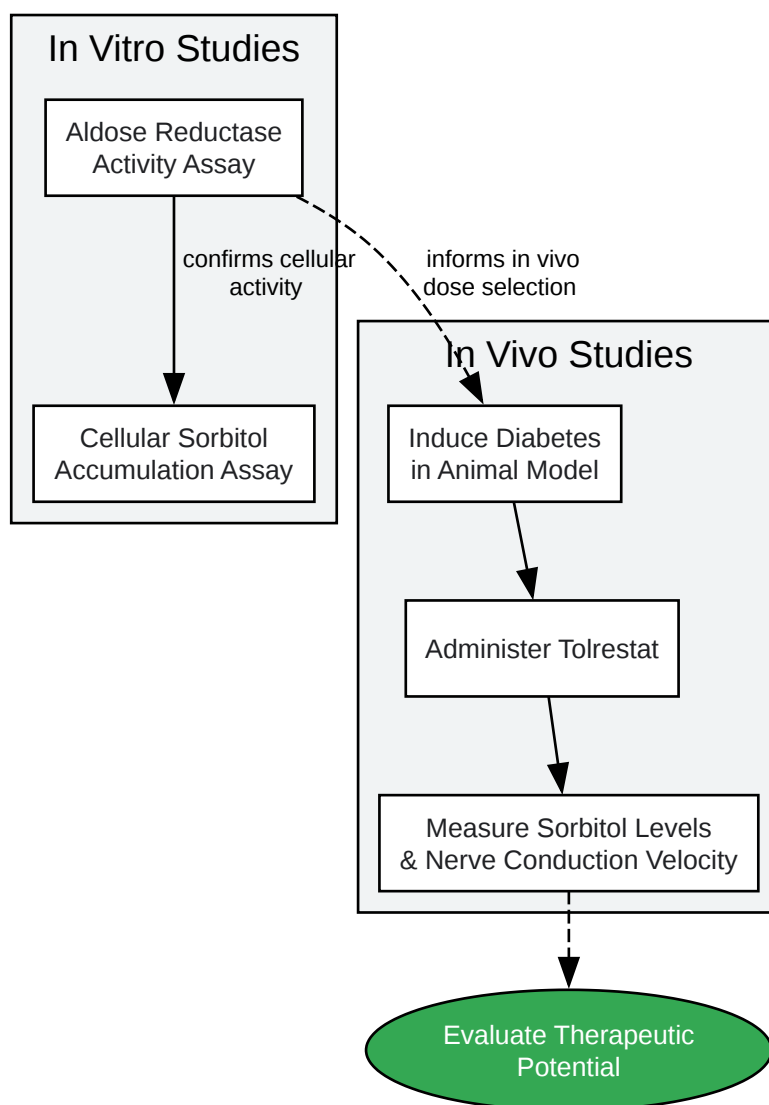 In Vitro Studies
Aldose Reductase
Activity Assay
confirms cellular
activity
informs in vivo
dose selection
Cellular Sorbitol
Accumulation Assay
In Vivo Studies
Induce Diabetes
in Animal Model
Administer Tolrestat
Measure Sorbitol Levels
& Nerve Conduction Velocity
Evaluate Therapeutic
Potential